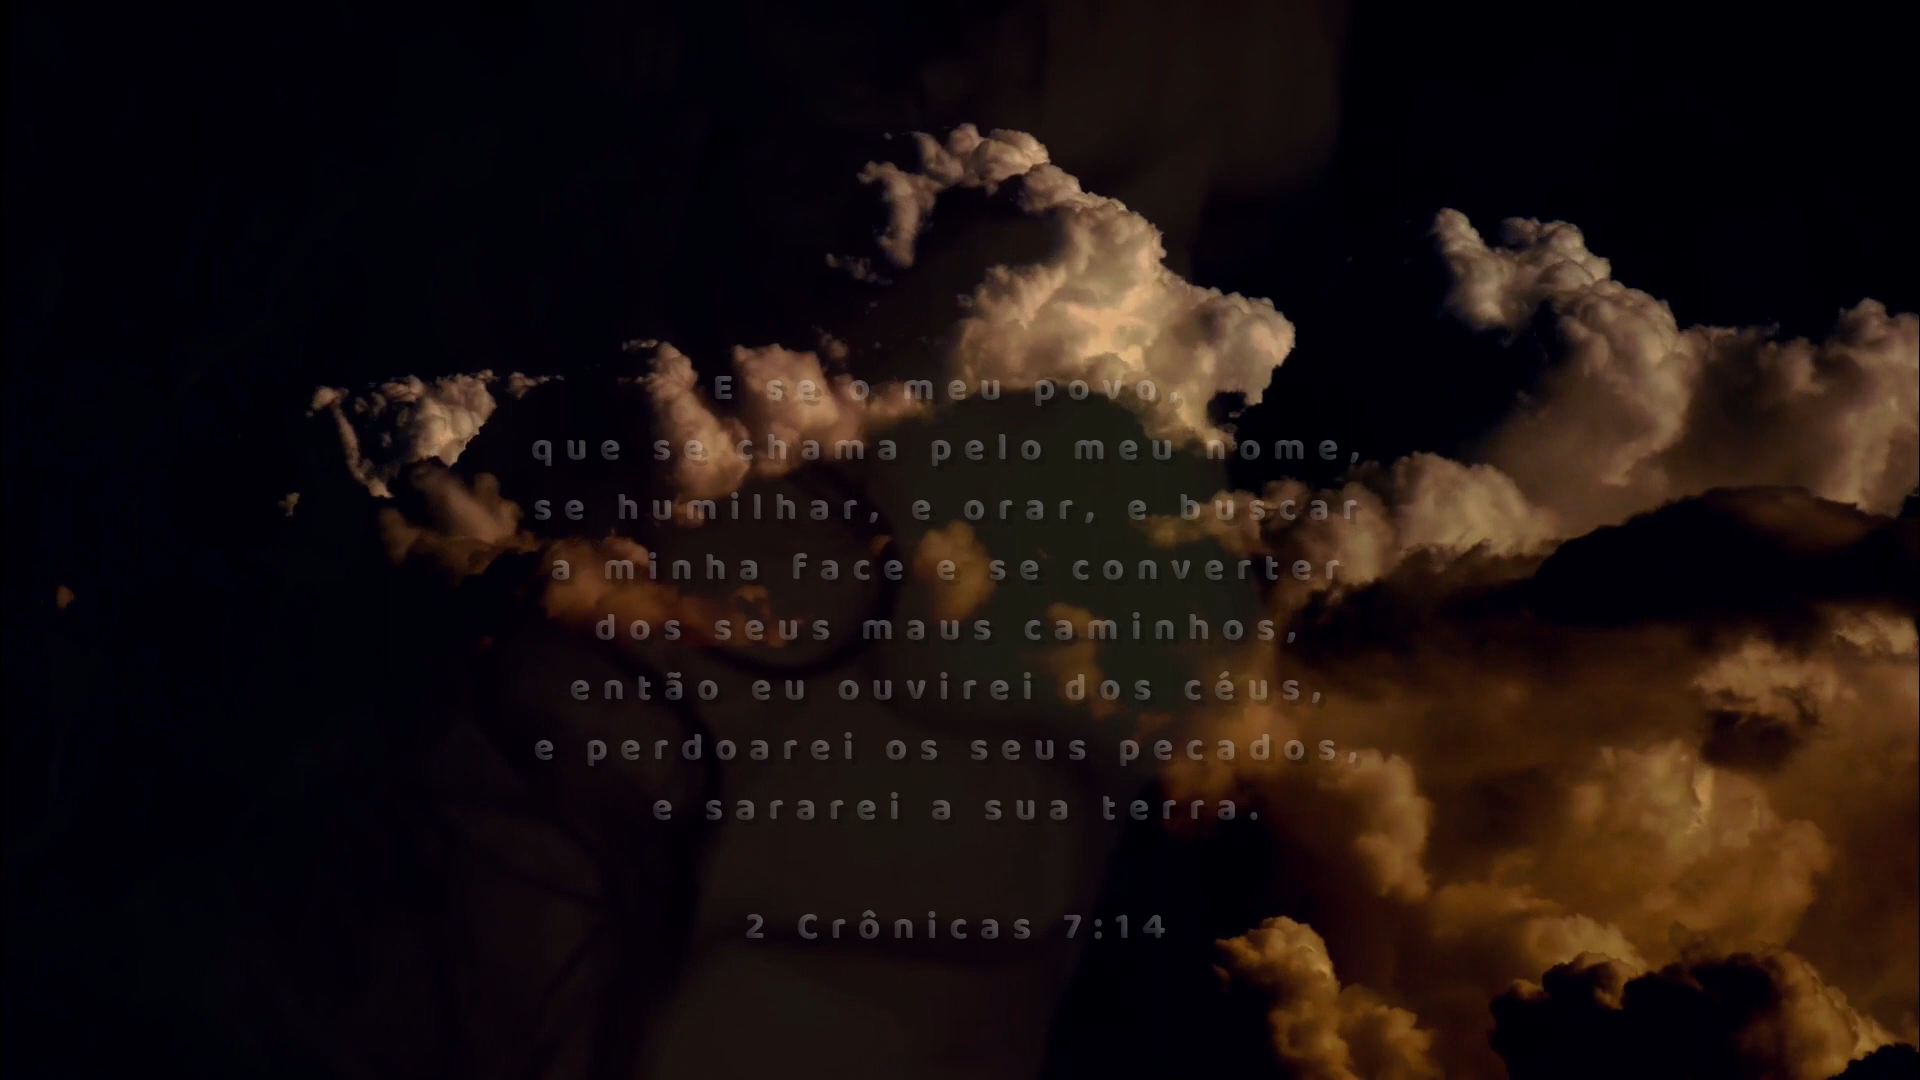 E se o meu povo,
que se chama pelo meu nome,
se humilhar, e orar, e buscar
a minha face e se converter
dos seus maus caminhos,
então eu ouvirei dos céus,
e perdoarei os seus pecados,
e sararei a sua terra.
2 Crônicas 7:14